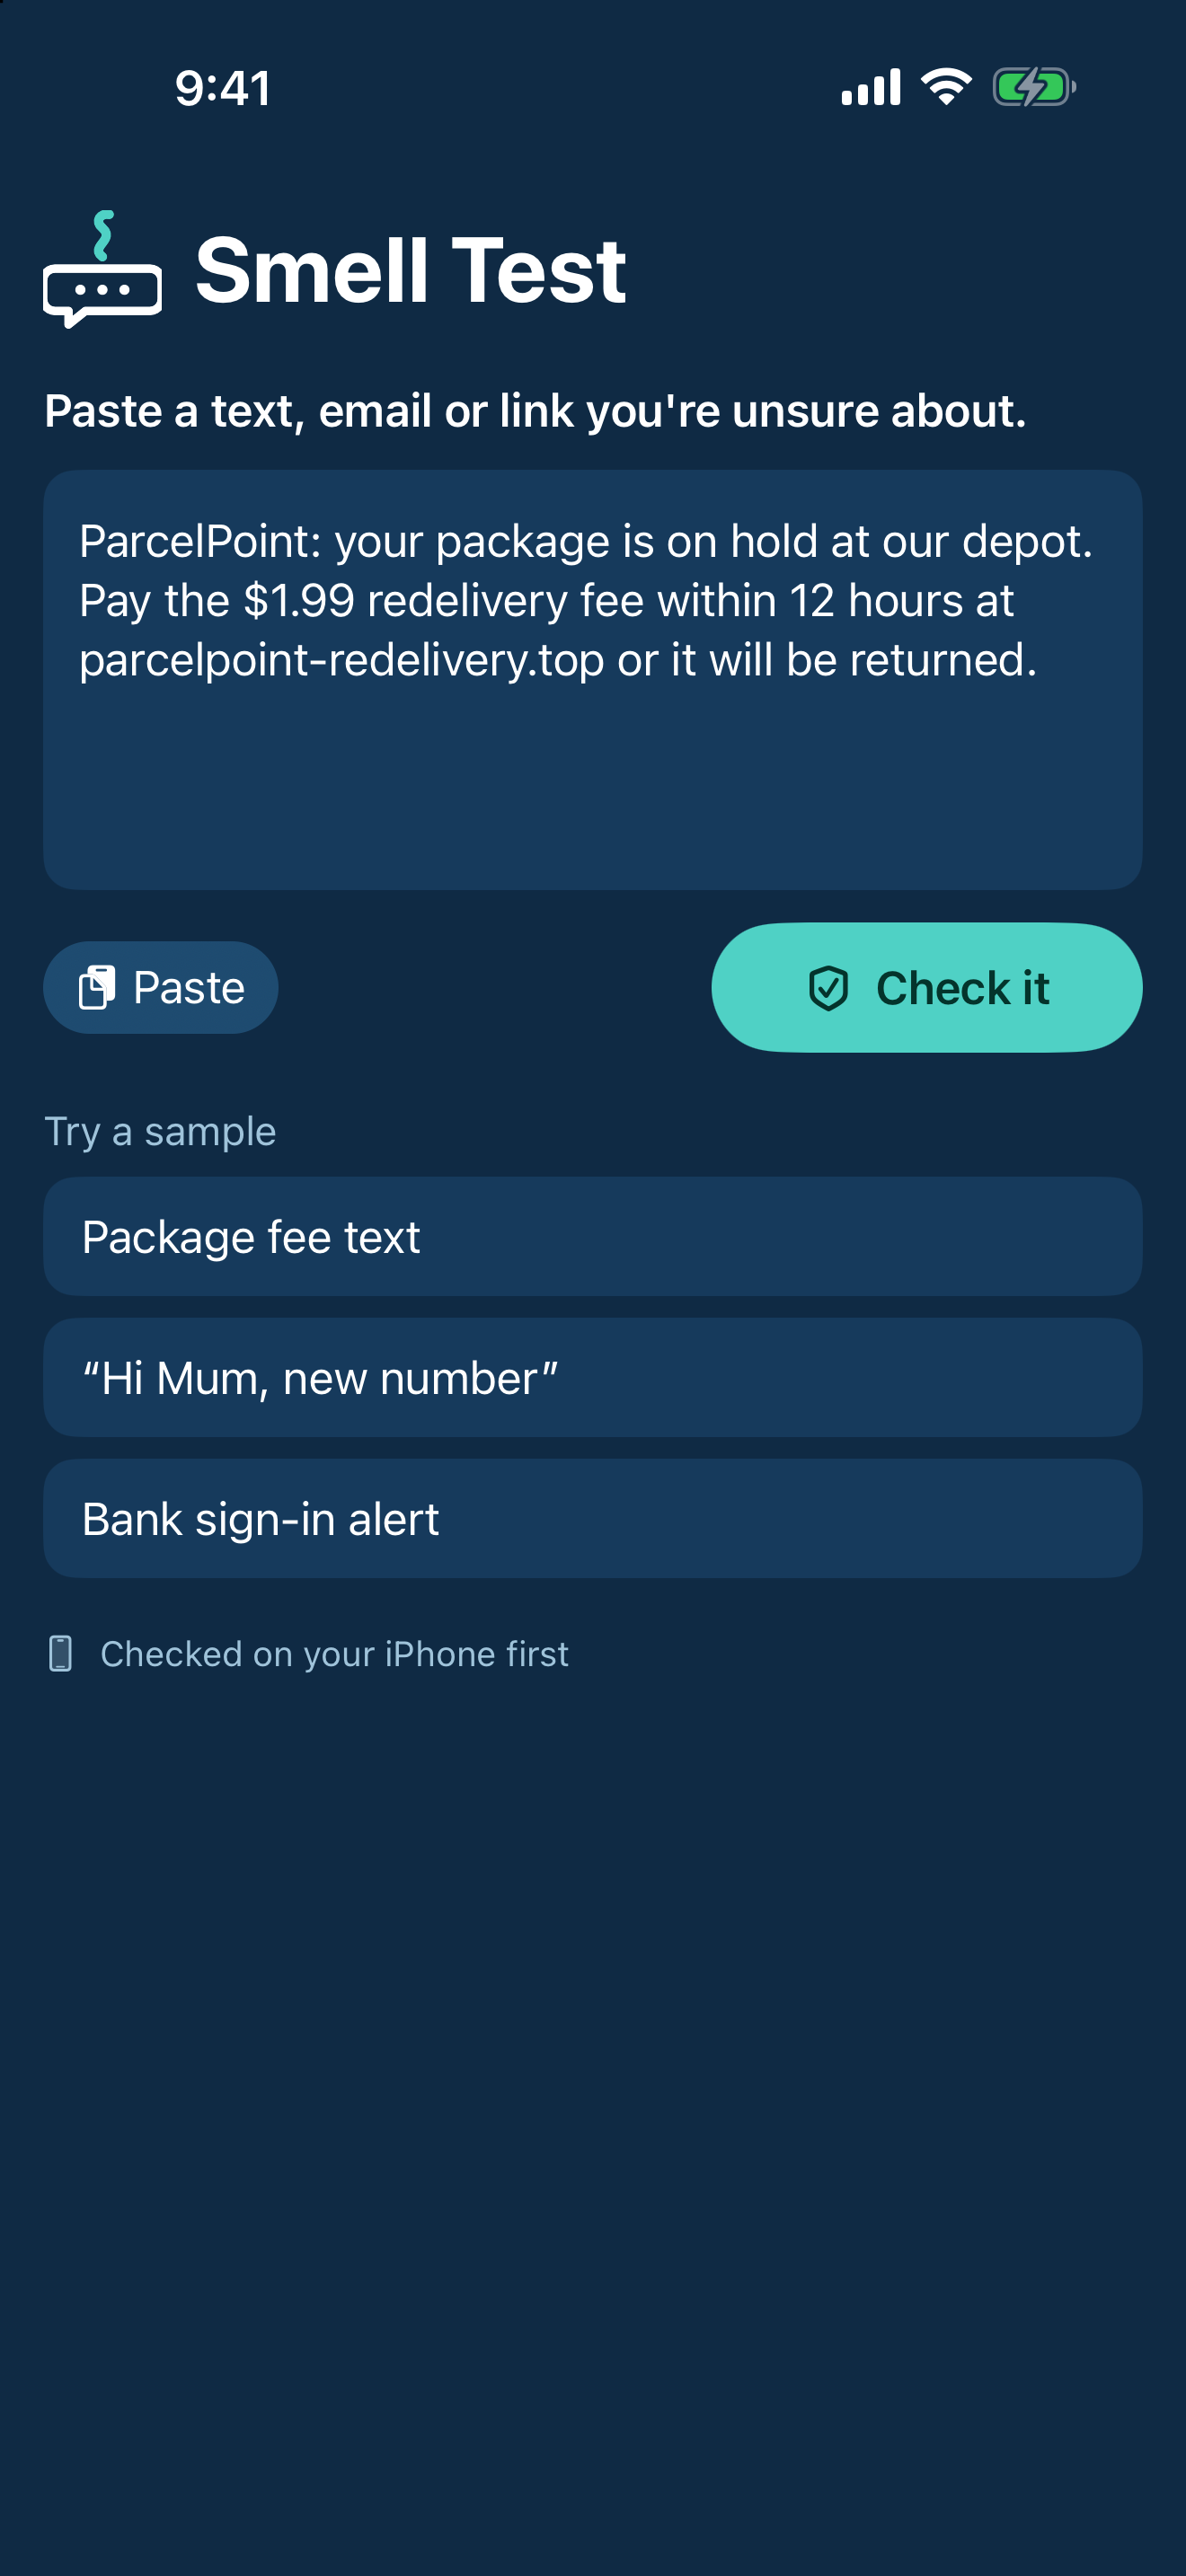 9:41
Smell Test
Paste a text, email or link you're unsure about.
ParcelPoint: your package is on hold at our depot.
Pay the $1.99 redelivery fee within 12 hours at
parcelpoint-redelivery.top or it will be returned.
Paste
Check it
Try a sample
Package fee text
“Hi Mum, new number”
Bank sign-in alert
Checked on your iPhone first